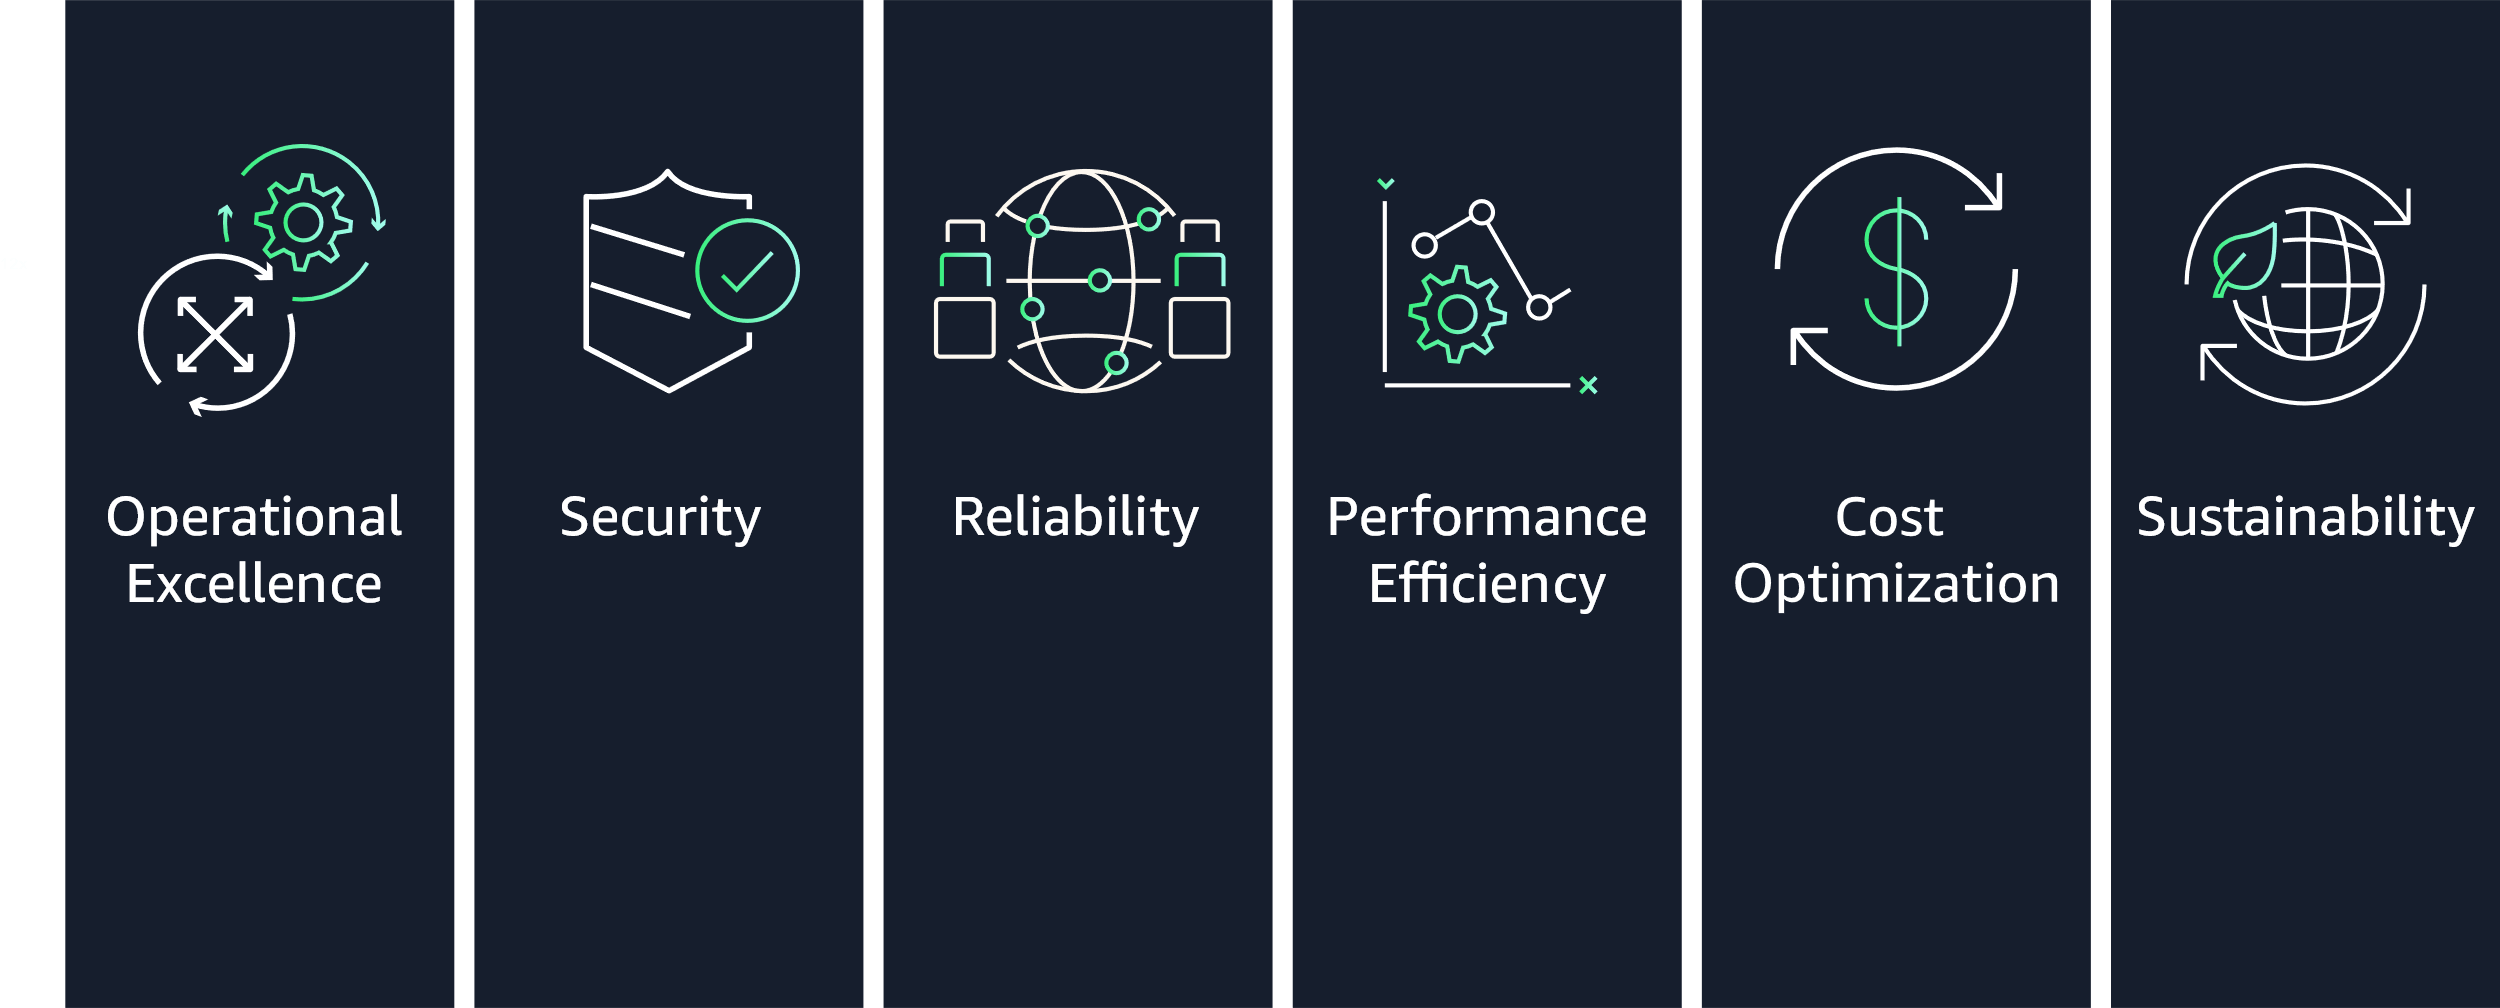 Operational
Excellence
Security
Reliability
Performance
Efficiency
Cost
Optimization
Sustainability